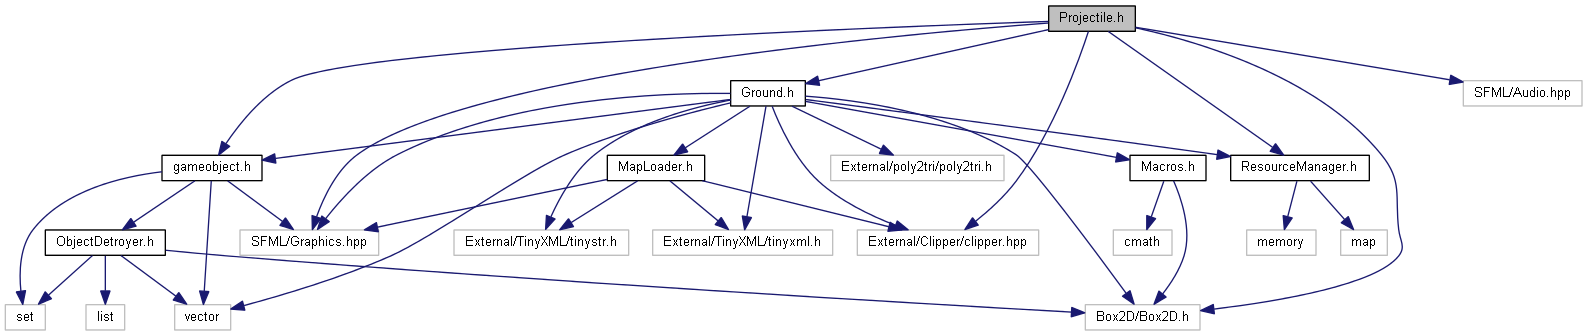 Projectile.h
Ground.h
SFML/Audio.hpp
gameobject.h
MapLoader.h
External/poly2tri/poly2tri.h
Macros.h
ResourceManager.h
ObjectDetroyer.h
SFML/Graphics.hpp
External/TinyXML/tinystr.h
External/TinyXML/tinyxml.h
External/Clipper/clipper.hpp
cmath
memory
map
set
list
vector
Box2D/Box2D.h